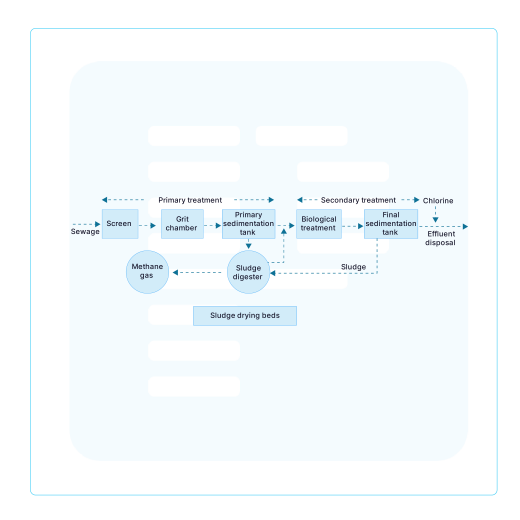 Primary treatment
Secondary treatment
Chlorine
Sewage
Screen
Grit
chamber
Primary
sedimentation
tank
Biological
treatment
Final
sedimentation
tank
Effluent
disposal
Methane
gas
Sludge
digester
Sludge
Sludge drying beds